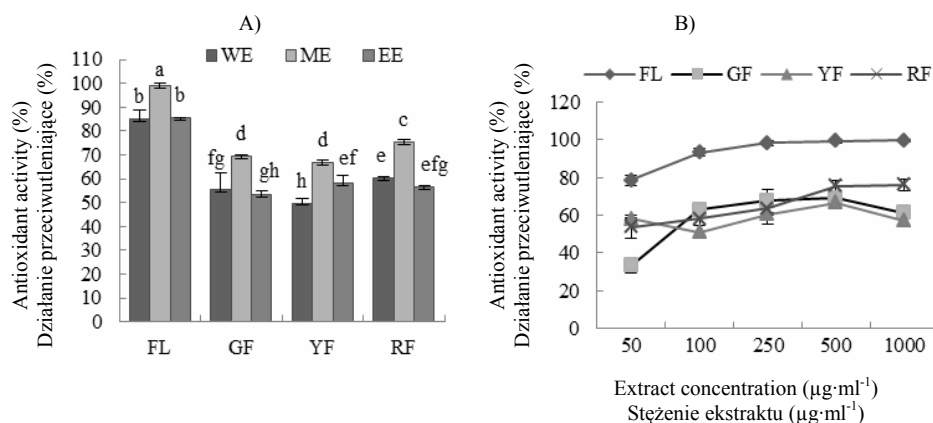 A)
WE ME EE
Antioxidant activity (%)
Działanie przeciwutleniające (%)
110
100
90
80
70
60
50
40
30
20
10
0
b a b
fg d gh
h d ef
e c efg
FL GF YF RF
B)
FL GF YF RF
Antioxidant activity (%)
Działanie przeciwutleniające (%)
120
100
80
60
40
20
0
50 100 250 500 1000
Extract concentration (µg·ml⁻¹)
Stężenie ekstraktu (µg·ml⁻¹)